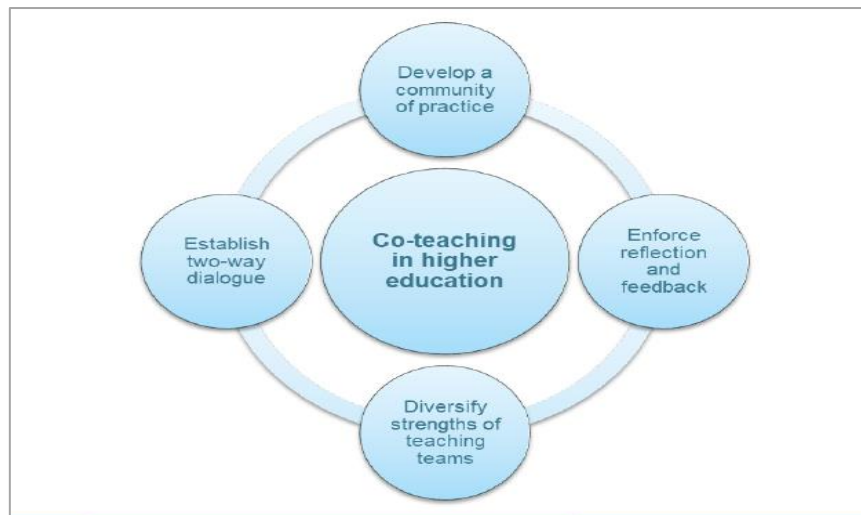 Develop a
community
of practice
Establish
two-way
dialogue
Co-teaching
in higher
education
Enforce
reflection
and
feedback
Diversify
strengths of
teaching
teams